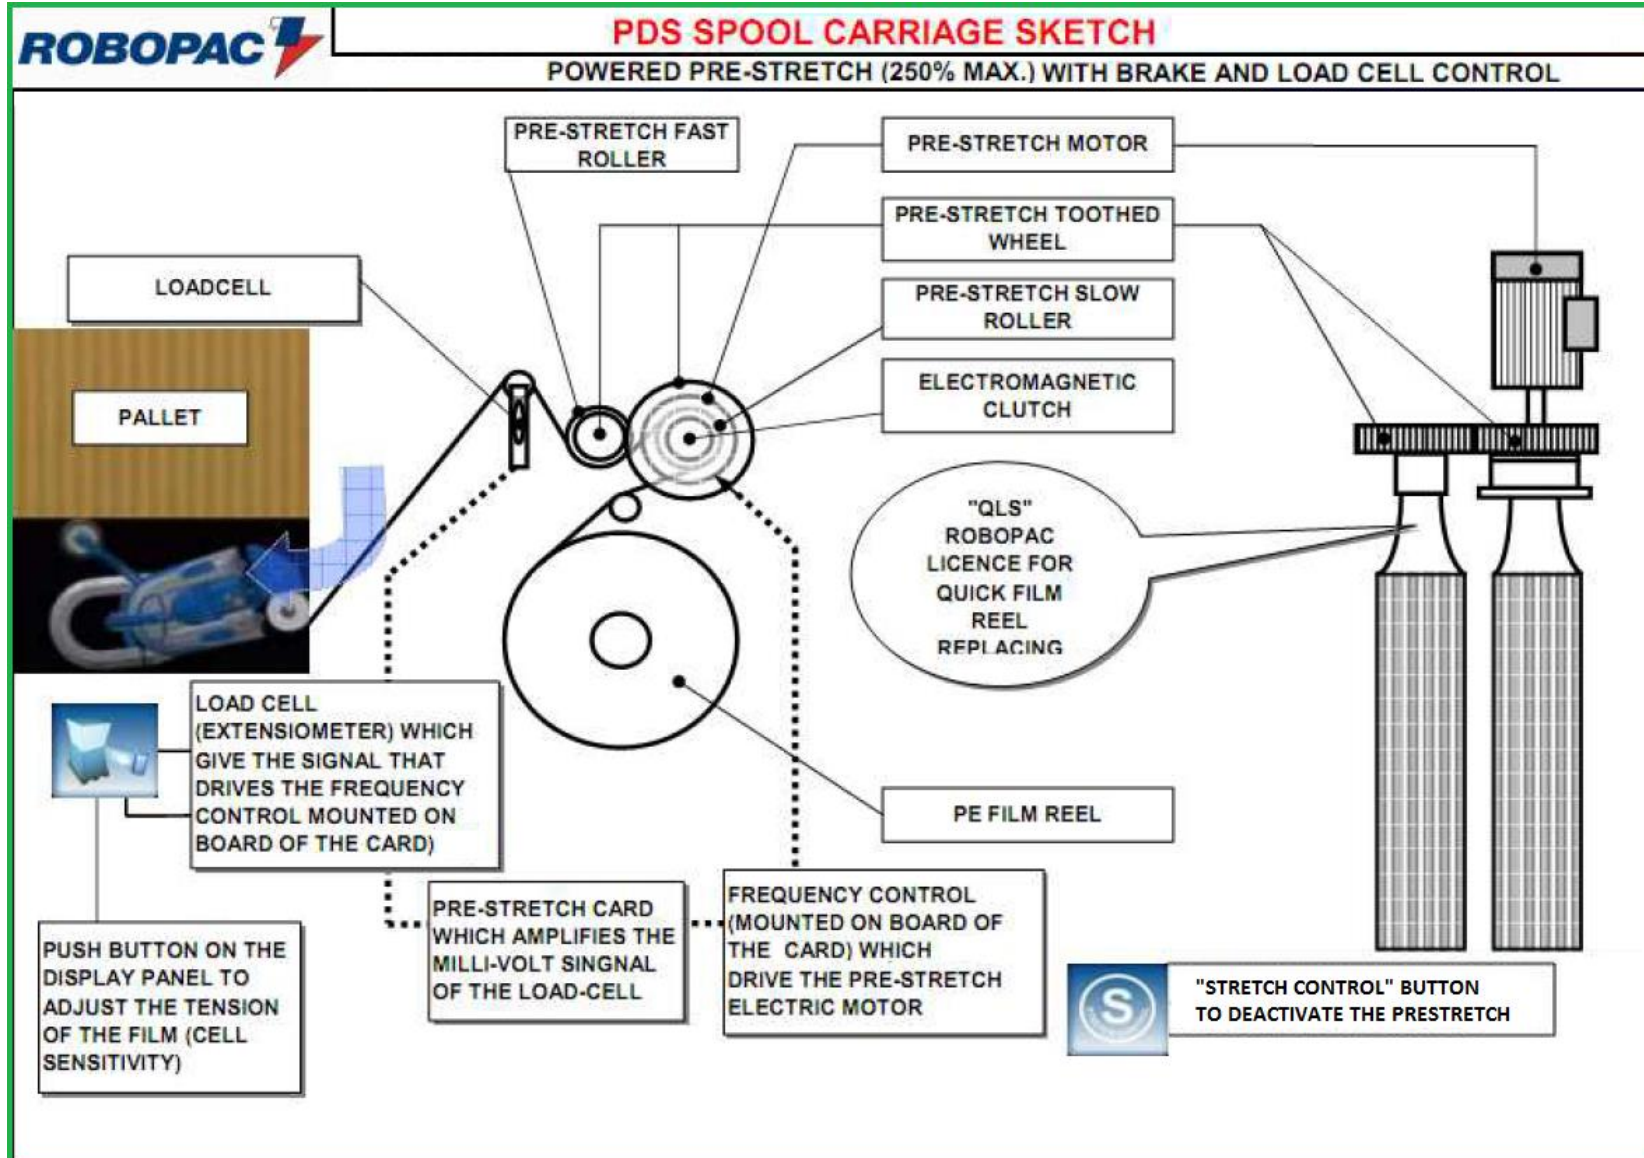 ROBOPAC
PDS SPOOL CARRIAGE SKETCH
POWERED PRE-STRETCH (250% MAX.) WITH BRAKE AND LOAD CELL CONTROL
PRE-STRETCH FAST
ROLLER
PRE-STRETCH MOTOR
PRE-STRETCH TOOTHED
WHEEL
LOADCELL
PRE-STRETCH SLOW
ROLLER
ELECTROMAGNETIC
CLUTCH
PALLET
"QLS"
ROBOPAC
LICENCE FOR
QUICK FILM
REEL
REPLACING
LOAD CELL
(EXTENSIOMETER) WHICH
GIVE THE SIGNAL THAT
DRIVES THE FREQUENCY
CONTROL MOUNTED ON
BOARD OF THE CARD)
PE FILM REEL
PRE-STRETCH CARD
WHICH AMPLIFIES THE
MILLI-VOLT SINGNAL
OF THE LOAD-CELL
FREQUENCY CONTROL
(MOUNTED ON BOARD OF
THE CARD) WHICH
DRIVE THE PRE-STRETCH
ELECTRIC MOTOR
PUSH BUTTON ON THE
DISPLAY PANEL TO
ADJUST THE TENSION
OF THE FILM (CELL
SENSITIVITY)
S
"STRETCH CONTROL" BUTTON
TO DEACTIVATE THE PRESTRETCH